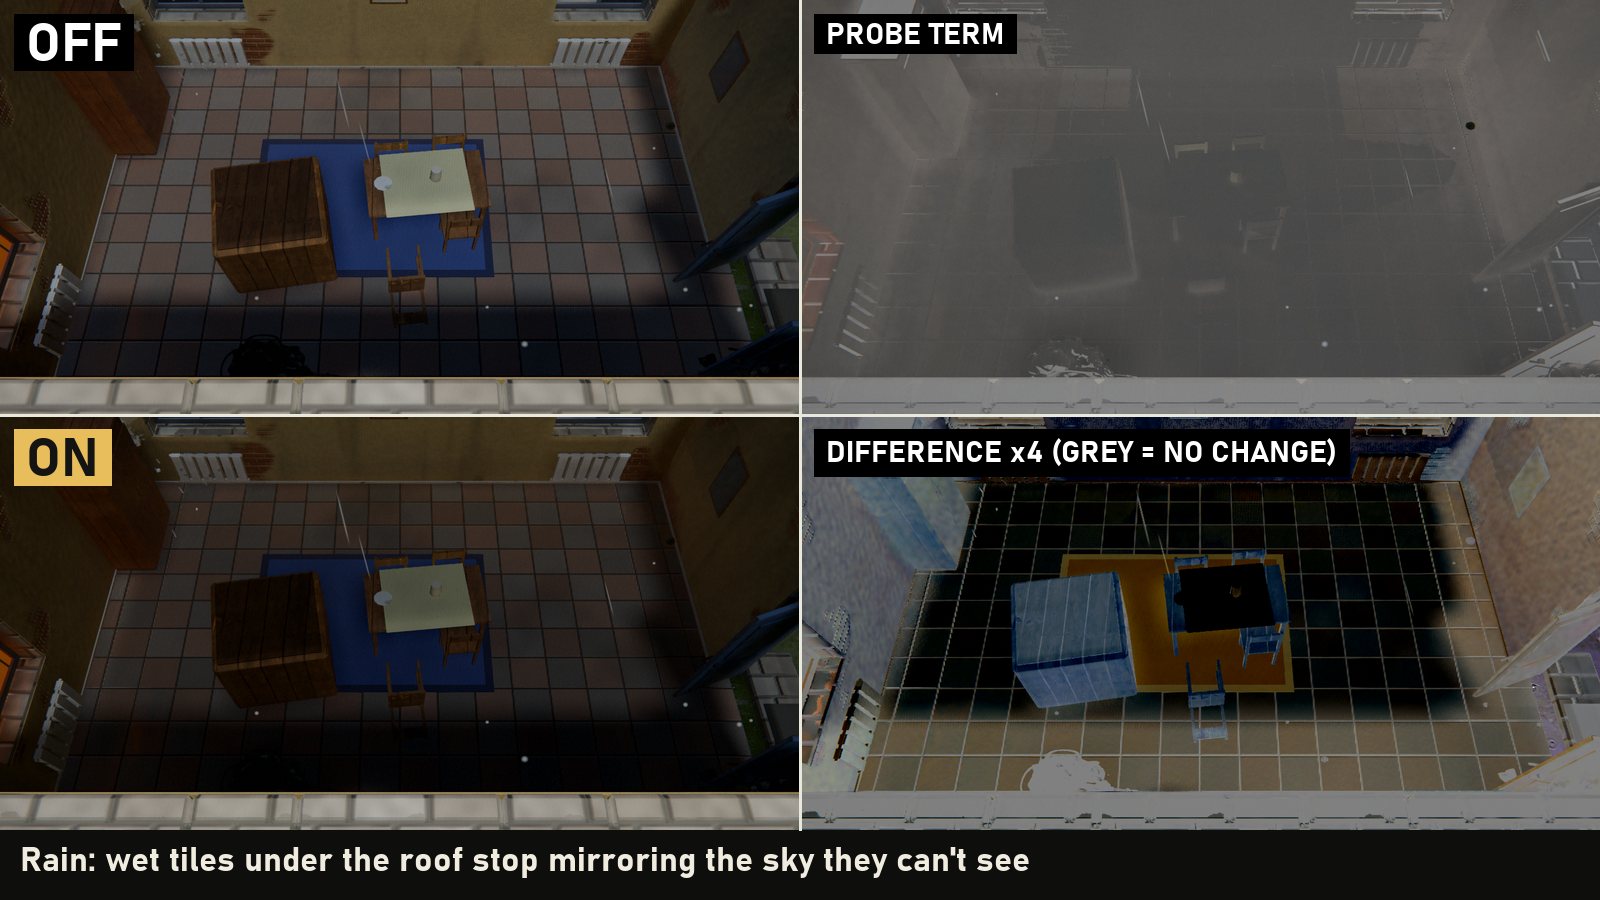 OFF
PROBE TERM
ON
DIFFERENCE x4 (GREY = NO CHANGE)
Rain: wet tiles under the roof stop mirroring the sky they can't see